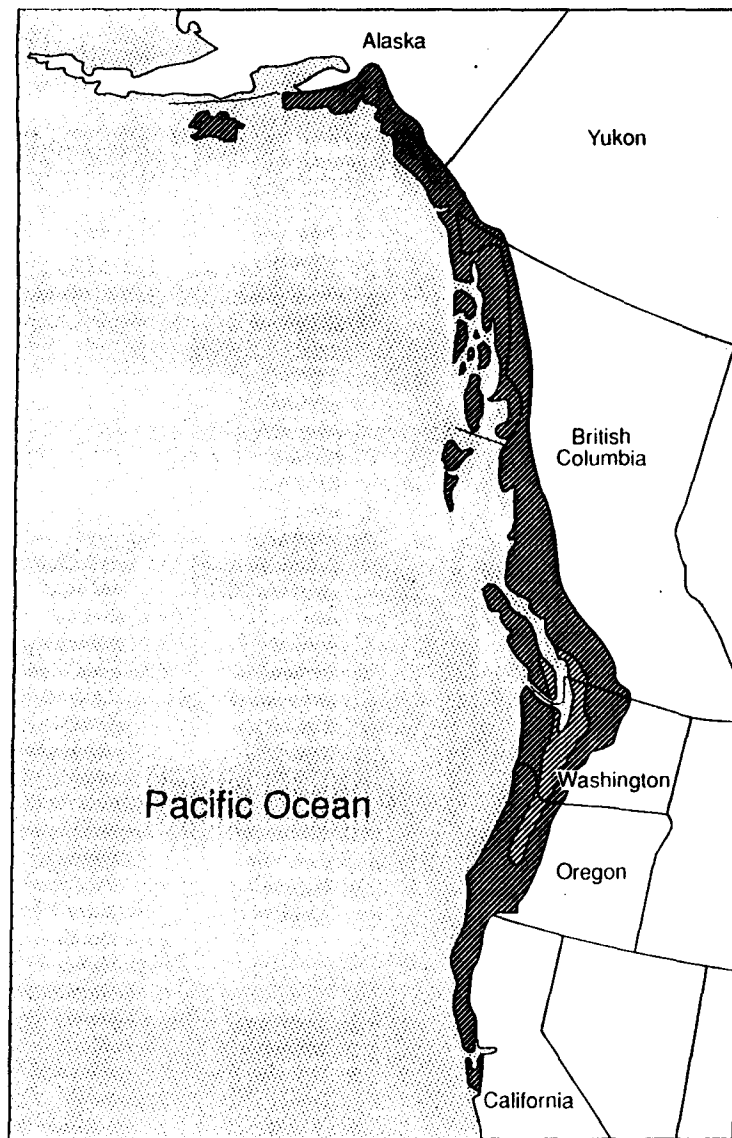 Alaska
Yukon
British
Columbia
Pacific Ocean
Washington
Oregon
California